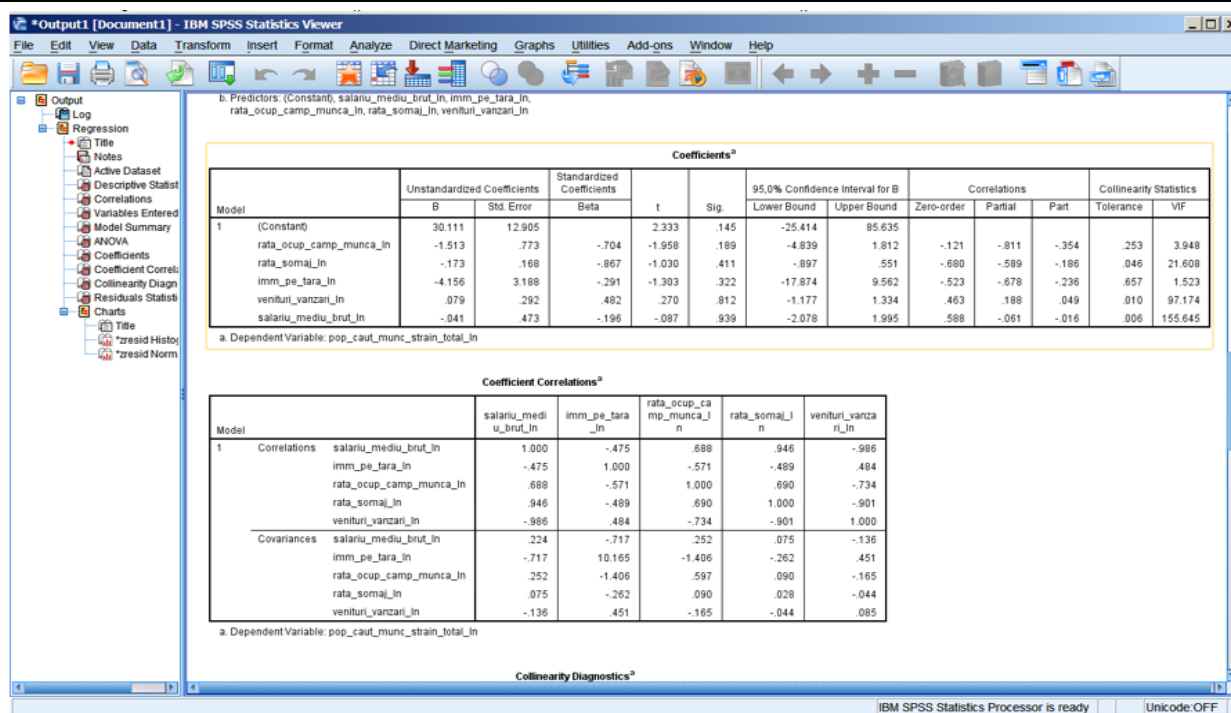 *Output1 [Document1] - IBM SPSS Statistics Viewer
File Edit View Data Transform Insert Format Analyze Direct Marketing Graphs Utilities Add-ons Window Help
Output
Log
Regression
Title
Notes
Active Dataset
Descriptive Statist
Correlations
Variables Entered
Model Summary
ANOVA
Coefficients
Coefficient Correl
Collinearity Diagn
Residuals Statisti
Charts
Title
*zresid Histog
*zresid Norm
b. Predictors: (Constant), salariu_mediu_brut_ln, imm_pe_tara_ln,
rata_ocup_camp_munca_ln, rata_somaj_ln, venituri_vanzari_ln
Coefficientsa
Model Unstandardized Coefficients Standardized Coefficients t Sig. 95,0% Confidence Interval for B Correlations Collinearity Statistics
B Std. Error Beta Lower Bound Upper Bound Zero-order Partial Part Tolerance VIF
1 (Constant) 30.111 12.905 2.333 .145 -25.414 85.635
rata_ocup_camp_munca_ln -1.513 .773 -.704 -1.958 .189 -4.839 1.812 -.121 -.811 -.354 .253 3.948
rata_somaj_ln -.173 .168 -.867 -1.030 .411 -.897 .551 -.680 -.589 -.186 .046 21.608
imm_pe_tara_ln -4.156 3.188 -.291 -1.303 .322 -17.874 9.562 -.523 -.678 -.236 .657 1.523
venituri_vanzari_ln .079 .292 .482 .270 .812 -1.177 1.334 .463 .188 .049 .010 97.174
salariu_mediu_brut_ln -.041 .473 -.196 -.087 .939 -2.078 1.995 .588 -.061 -.016 .006 155.645
a. Dependent Variable: pop_caut_munc_strain_total_ln
Coefficient Correlationsa
Model salariu_medi imm_pe_tara rata_ocup_ca rata_somaj_l venituri_vanza
u_brut_ln _ln mp_munca_l n ri_ln
n
1 Correlations salariu_mediu_brut_ln 1.000 -.475 .688 .946 -.986
imm_pe_tara_ln -.475 1.000 -.571 -.489 .484
rata_ocup_camp_munca_ln .688 -.571 1.000 .690 -.734
rata_somaj_ln .946 -.489 .690 1.000 -.901
venituri_vanzari_ln -.986 .484 -.734 -.901 1.000
Covariances salariu_mediu_brut_ln .224 -.717 .252 .075 -.136
imm_pe_tara_ln -.717 10.165 -1.406 -.262 .451
rata_ocup_camp_munca_ln .252 -1.406 .597 .090 -.165
rata_somaj_ln .075 -.262 .090 .028 -.044
venituri_vanzari_ln -.136 .451 -.165 -.044 .085
a. Dependent Variable: pop_caut_munc_strain_total_ln
Collinearity Diagnosticsa
IBM SPSS Statistics Processor is ready Unicode:OFF